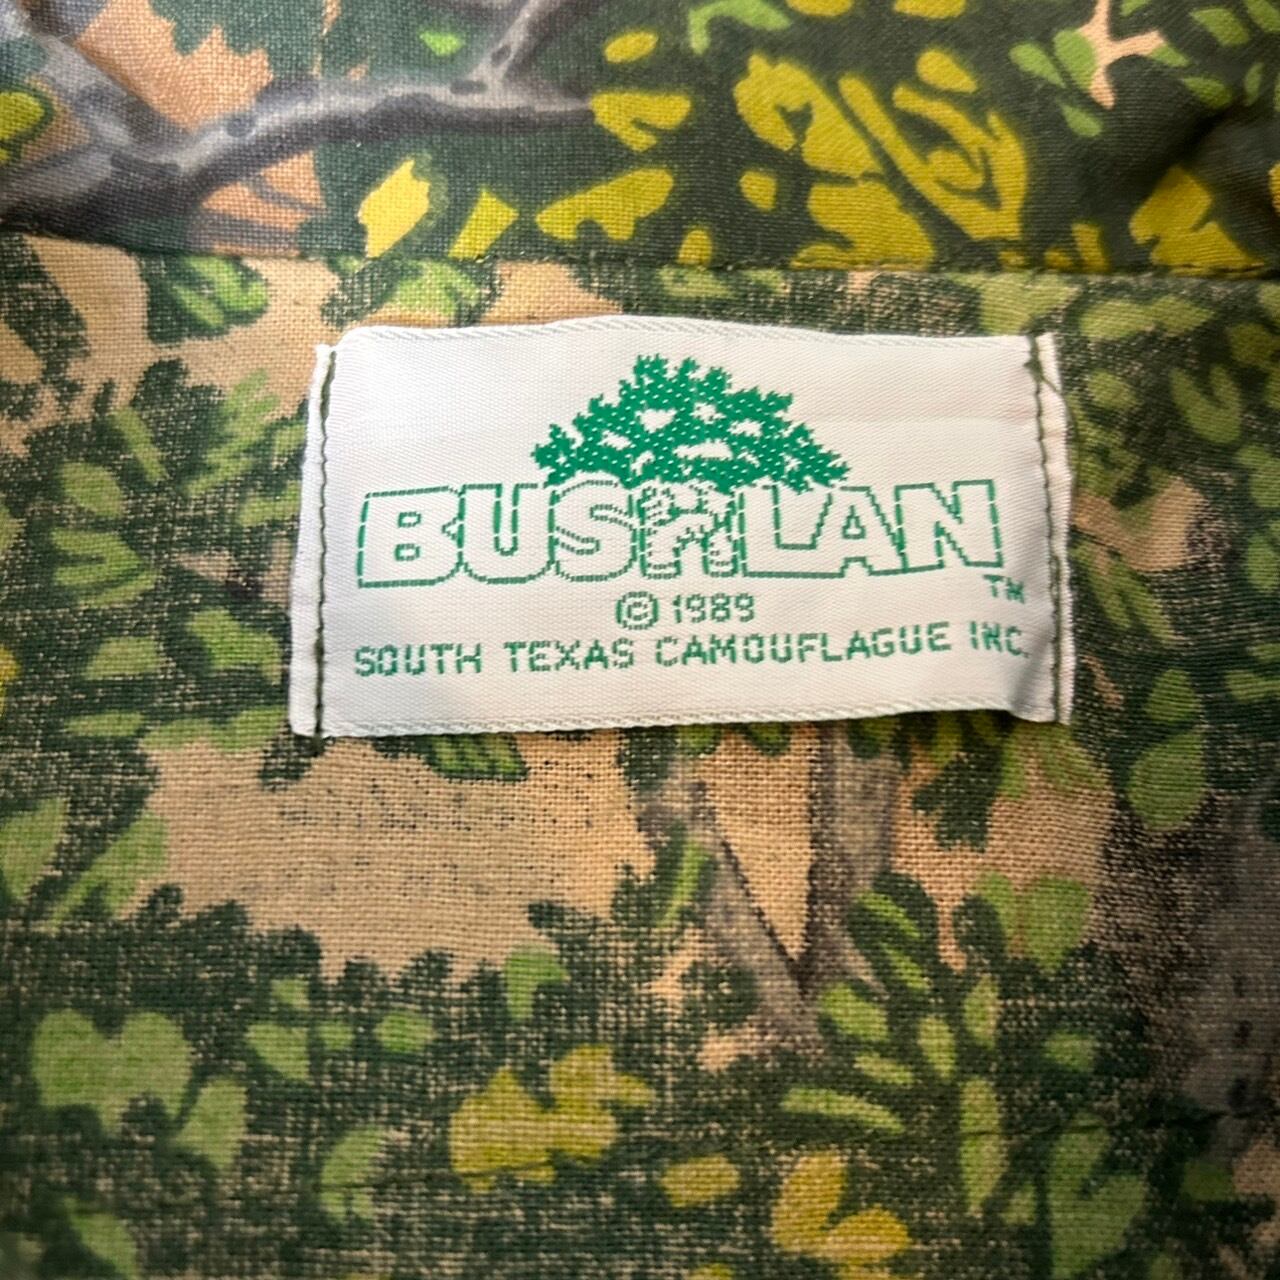 BUSHLAN
TM
© 1989
SOUTH TEXAS CAMOUFLAGUE INC.